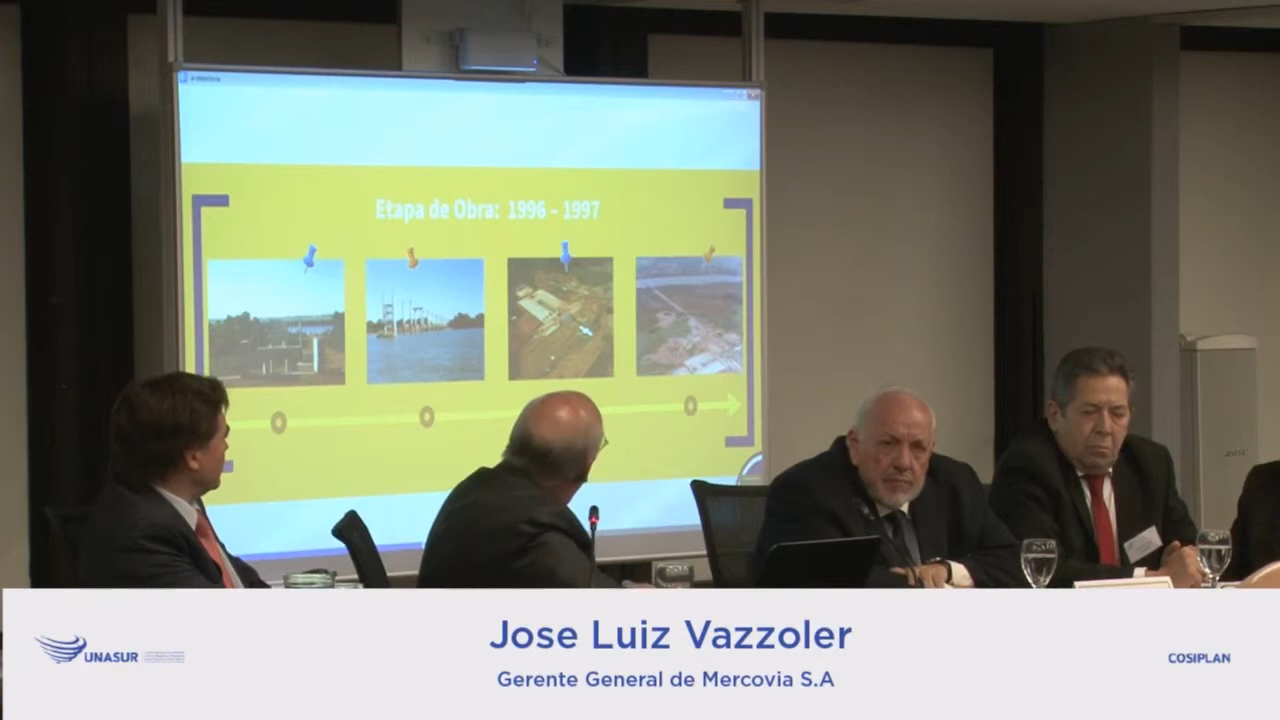 Etapa de Obra: 1996 - 1997
Jose Luiz Vazzoler
Gerente General de Mercovia S.A
UNASUR
COSIPLAN